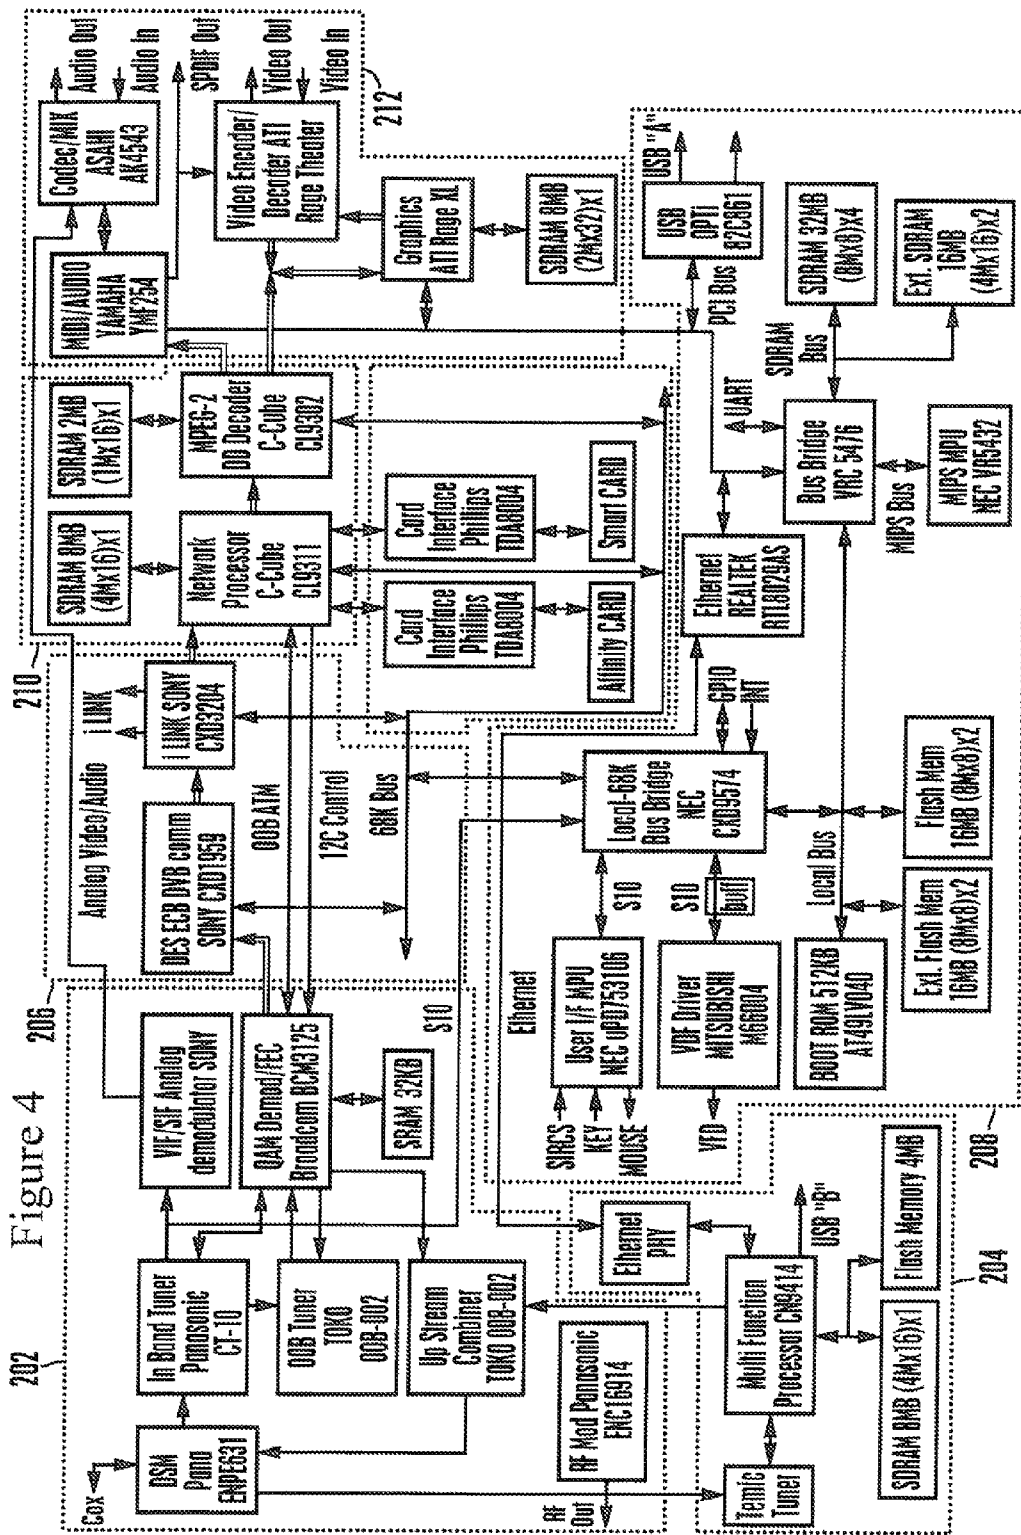 Figure 4
202
Cox
DSM
Pana
ENPE631
In Band Tuner
Panasonic
CT-10
OOB Tuner
TOKO
OOB-002
Up Stream
Combiner
TOKO OOB-002
RF Mod Panasonic
ENC16914
RF
Out
VIF/SIF Analog
demodulator SONY
QAM Demod/FEC
Broadcom BCM3125
SRAM 32KB
S10
Temic
Tuner
Multi Function
Processor CN9414
Ethernet
PHY
USB "B"
SDRAM 8MB (4Mx16)x1
Flash Memory 4MB
204
206
Analog Video/Audio
i LINK
DES ECB DVB comm
SONY CXD1959
i LINK SONY
CXD3204
OOB ATM
12C Control
68K Bus
210
SDRAM 8MB
(4Mx16)x1
SDRAM 2MB
(1Mx16)x1
Network
Processor
C-Cube
CL9311
MPEG-2
DD Decoder
C-Cube
CL9302
Card
Interface
Phillips
TDA8004
Card
Interface
Phillips
TDA8004
Affinity CARD
Smart CARD
MIDI/AUDIO
YAMAHA
YMF254
Codec/MIX
ASAHI
AK4543
Audio Out
Audio In
SPDIF Out
Video Encoder/
Decoder ATI
Rage Theater
Video Out
Video In
Graphics
ATI Rage XL
SDRAM 8MB
(2Mx32)x1
212
Ethernet
SIRCS
KEY
MOUSE
User I/F MPU
NEC uPD753106
S10
VDF Driver
MITSUBISHI
M66004
VFD
S10
buff
Local-68K
Bus Bridge
NEC
CXD9574
GPIO
INT
Ethernet
REALTEK
RTL8029AS
PCI Bus
USB
OPTi
82C861
USB "A"
UART
Bus Bridge
VRC 5476
SDRAM
Bus
SDRAM 32MB
(8Mx8)x4
Ext. SDRAM
16MB
(4Mx16)x2
MIPS Bus
MIPS MPU
NEC VR5432
Local Bus
BOOT ROM 512KB
AT49LV040
Ext. Flash Mem
16MB (8Mx8)x2
Flash Mem
16MB (8Mx8)x2
208